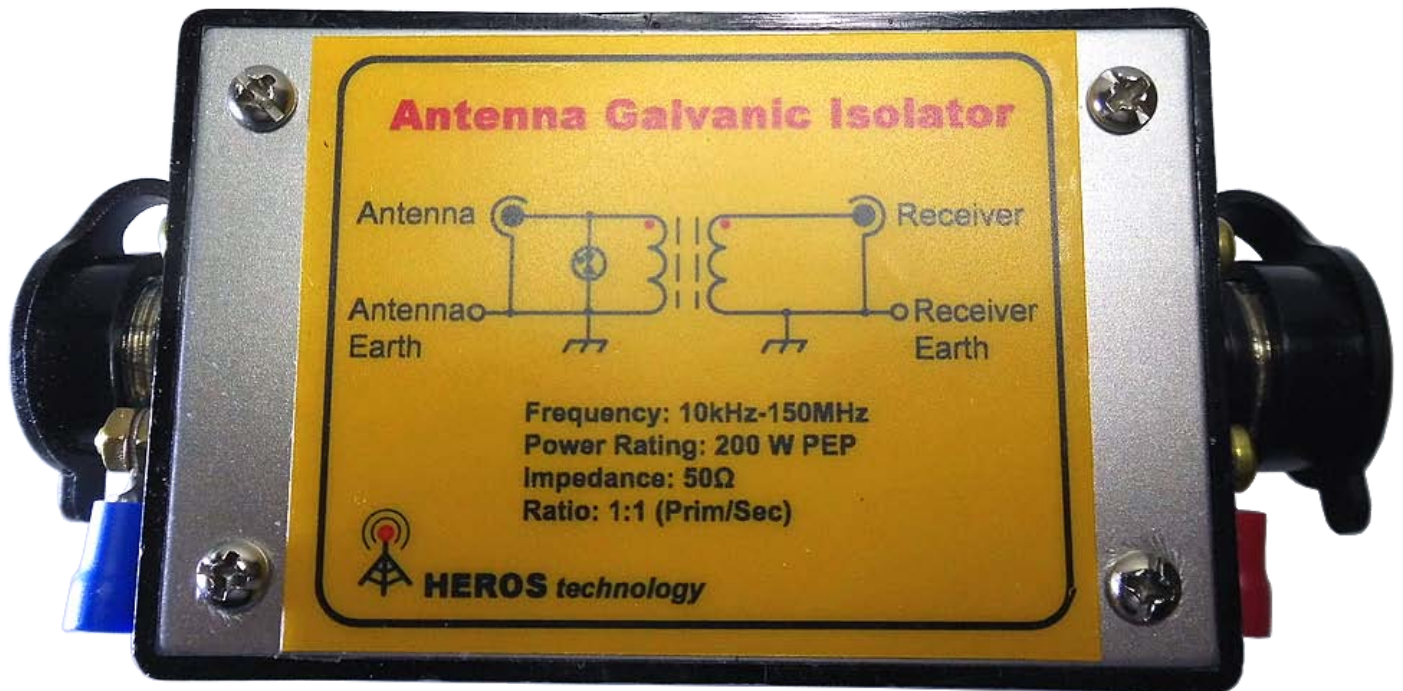 Antenna Galvanic Isolator
Antenna
Receiver
Antenna
Earth
Receiver
Earth
Frequency: 10kHz-150MHz
Power Rating: 200 W PEP
Impedance: 50Ω
Ratio: 1:1 (Prim/Sec)
HEROS technology